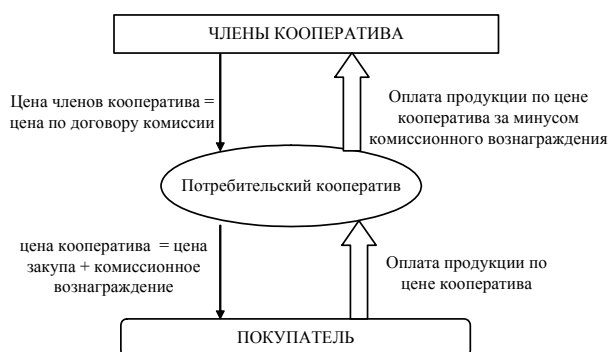 ЧЛЕНЫ КООПЕРАТИВА
Цена членов кооператива =
цена по договору комиссии
Оплата продукции по цене
кооператива за минусом
комиссионного вознаграждения
Потребительский кооператив
цена кооператива = цена
закупа + комиссионное
вознаграждение
Оплата продукции по
цене кооператива
ПОКУПАТЕЛЬ